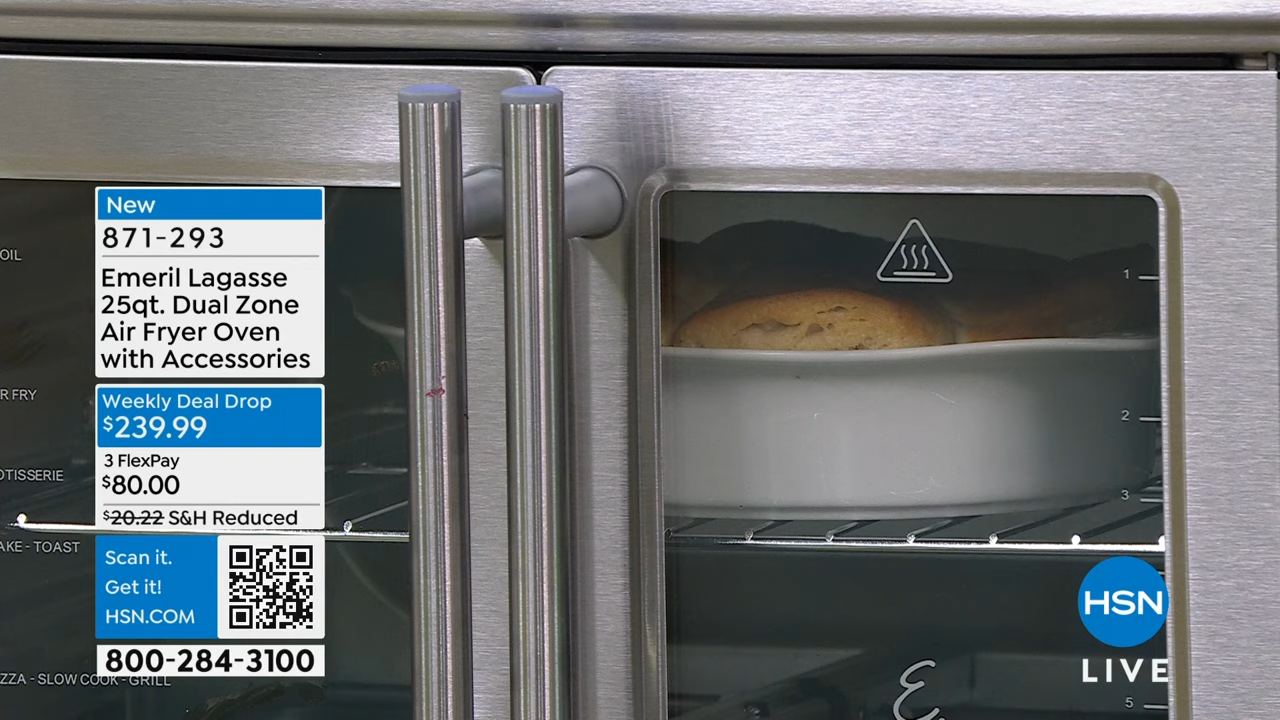 New
871-293
Emeril Lagasse
25qt. Dual Zone
Air Fryer Oven
with Accessories
Weekly Deal Drop
$239.99
3 FlexPay
$80.00
$20.22 S&H Reduced
Scan it.
Get it!
HSN.COM
800-284-3100
OIL
R FRY
OTISSERIE
AKE - TOAST
ZZA - SLOW COOK - GRILL
1
2
3
5
HSN
LIVE